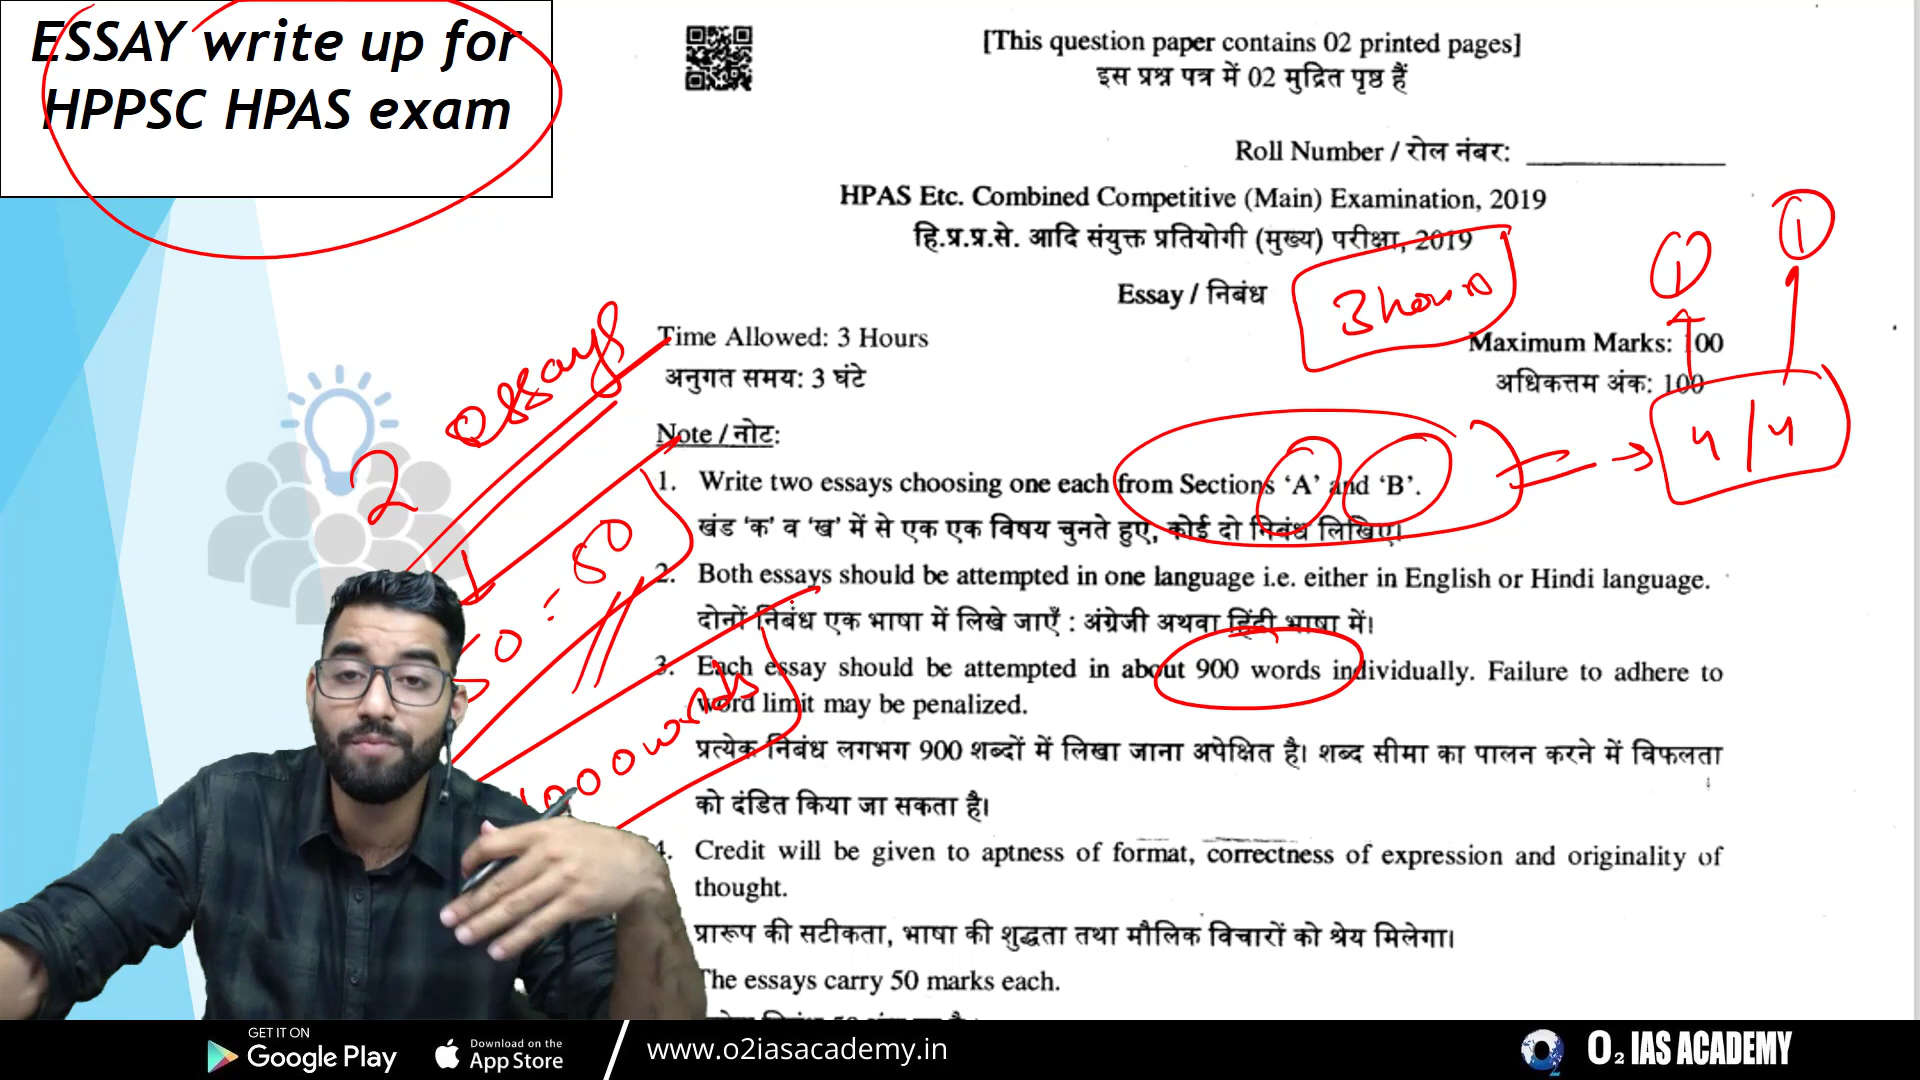 ESSAY write up for
HPPSC HPAS exam
[This question paper contains 02 printed pages]
इस प्रश्न पत्र में 02 मुद्रित पृष्ठ हैं
Roll Number / रोल नंबर:
HPAS Etc. Combined Competitive (Main) Examination, 2019
हि.प्र.प्र.से. आदि संयुक्त प्रतियोगी (मुख्य) परीक्षा, 2019
Essay / निबंध
3 hours
1
1
Time Allowed: 3 Hours
Maximum Marks: 100
अनुगत समय: 3 घंटे
अधिकत्तम अंक: 100
2 essays
4 | 4
Note / नोट:
1. Write two essays choosing one each from Sections ‘A’ and ‘B’.
खंड ‘क’ व ‘ख’ में से एक एक विषय चुनते हुए, कोई दो निबंध लिखिए।
2. Both essays should be attempted in one language i.e. either in English or Hindi language.
दोनों निबंध एक भाषा में लिखे जाएँ : अंग्रेजी अथवा हिंदी भाषा में।
50 = 50
3. Each essay should be attempted in about 900 words individually. Failure to adhere to
word limit may be penalized.
1000 words
प्रत्येक निबंध लगभग 900 शब्दों में लिखा जाना अपेक्षित है। शब्द सीमा का पालन करने में विफलता
को दंडित किया जा सकता है।
4. Credit will be given to aptness of format, correctness of expression and originality of
thought.
प्रारूप की सटीकता, भाषा की शुद्धता तथा मौलिक विचारों को श्रेय मिलेगा।
The essays carry 50 marks each.
GET IT ON
Google Play
Download on the
App Store
www.o2iasacademy.in
O2 IAS ACADEMY